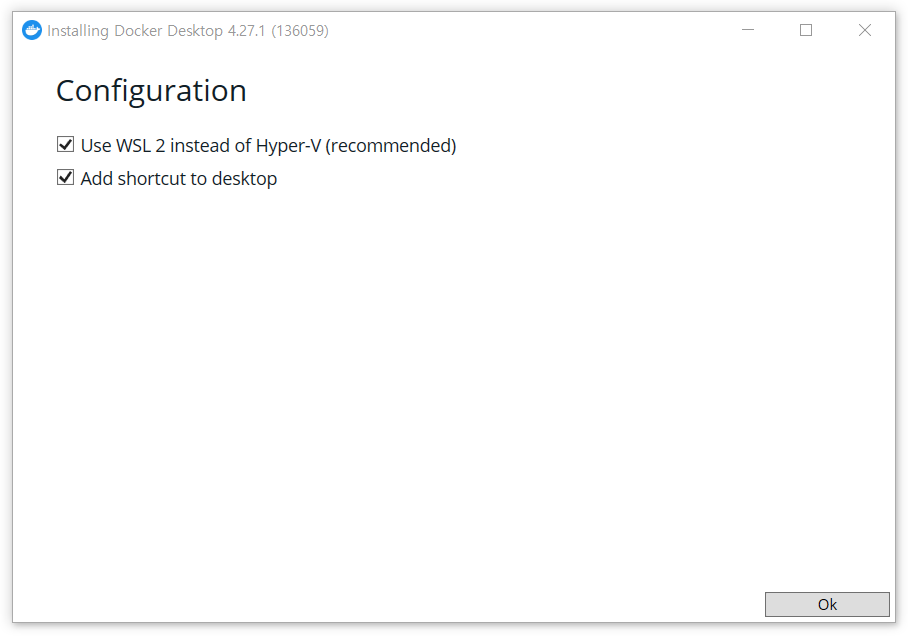 Installing Docker Desktop 4.27.1 (136059)
Configuration
Use WSL 2 instead of Hyper-V (recommended)
Add shortcut to desktop
Ok